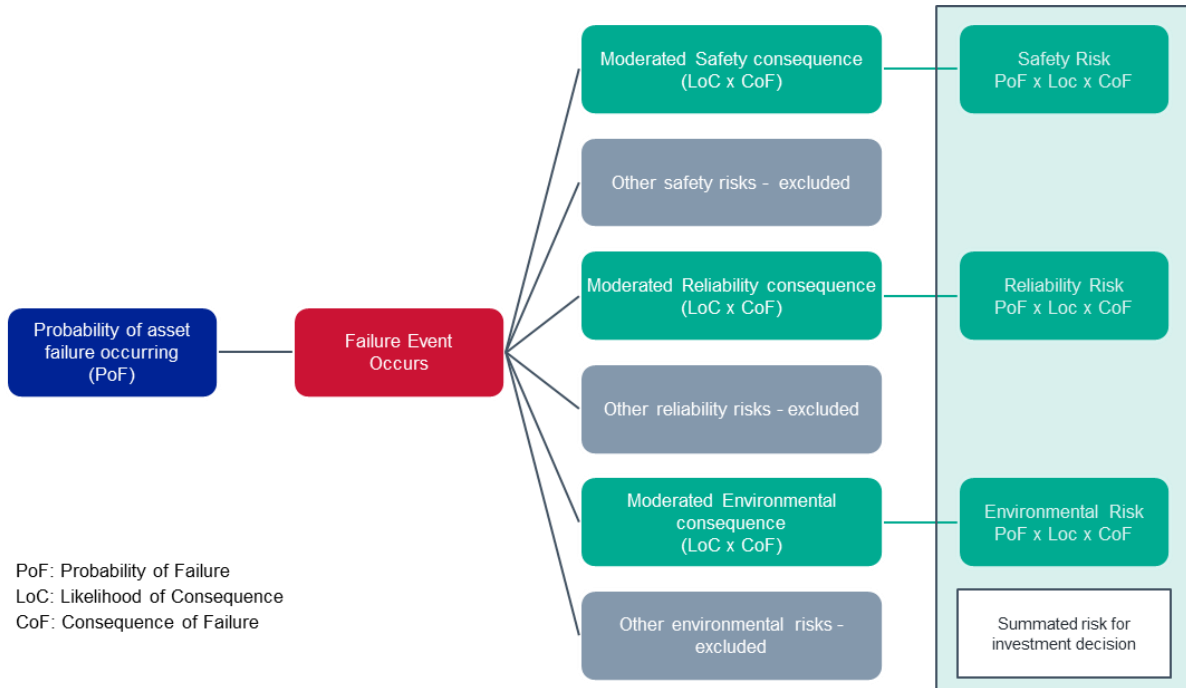 Moderated Safety consequence
(LoC x CoF)
Safety Risk
PoF x Loc x CoF
Other safety risks - excluded
Moderated Reliability consequence
(LoC x CoF)
Reliability Risk
PoF x Loc x CoF
Probability of asset
failure occurring
(PoF)
Failure Event
Occurs
Other reliability risks - excluded
Moderated Environmental
consequence
(LoC x CoF)
Environmental Risk
PoF x Loc x CoF
PoF: Probability of Failure
LoC: Likelihood of Consequence
CoF: Consequence of Failure
Other environmental risks -
excluded
Summated risk for
investment decision